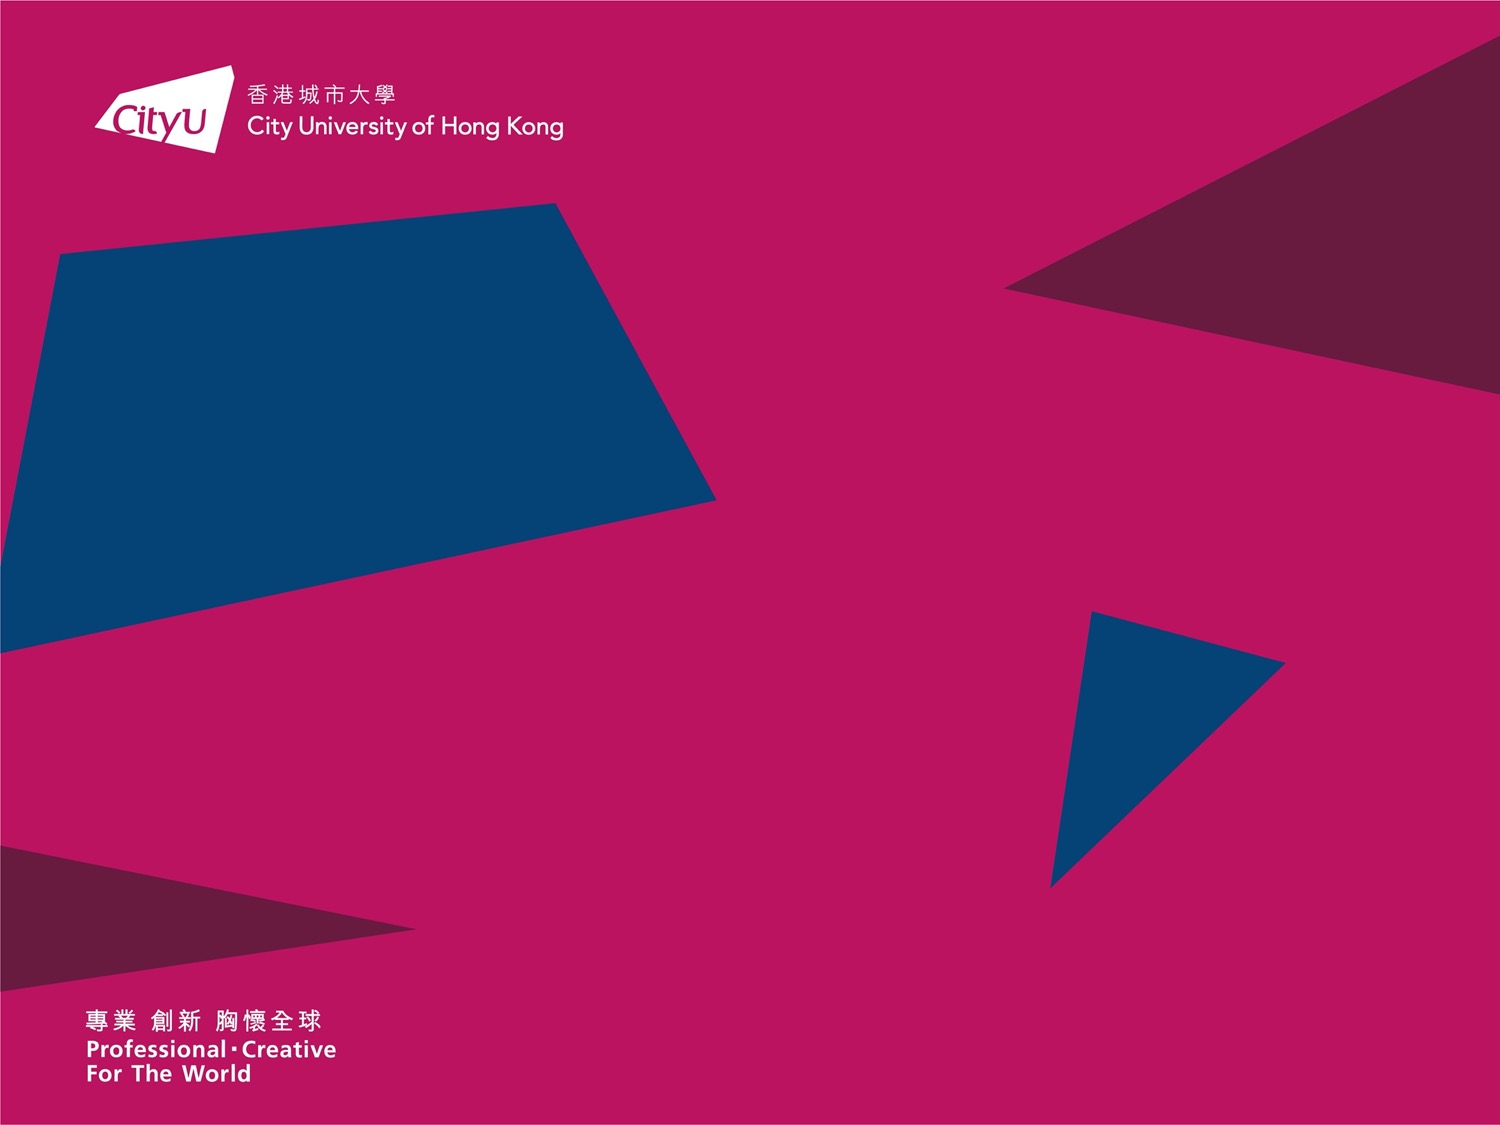 CityU
香港城市大學
City University of Hong Kong
專業 創新 胸懷全球
Professional·Creative
For The World